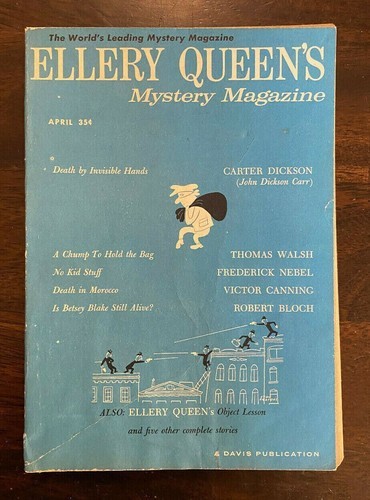 The World's Leading Mystery Magazine
ELLERY QUEEN'S
Mystery Magazine
APRIL 35¢
Death by Invisible Hands CARTER DICKSON
(John Dickson Carr)
A Chump To Hold the Bag THOMAS WALSH
No Kid Stuff FREDERICK NEBEL
Death in Morocco VICTOR CANNING
Is Betsey Blake Still Alive? ROBERT BLOCH
ALSO: ELLERY QUEEN'S Object Lesson
and five other complete stories
A DAVIS PUBLICATION